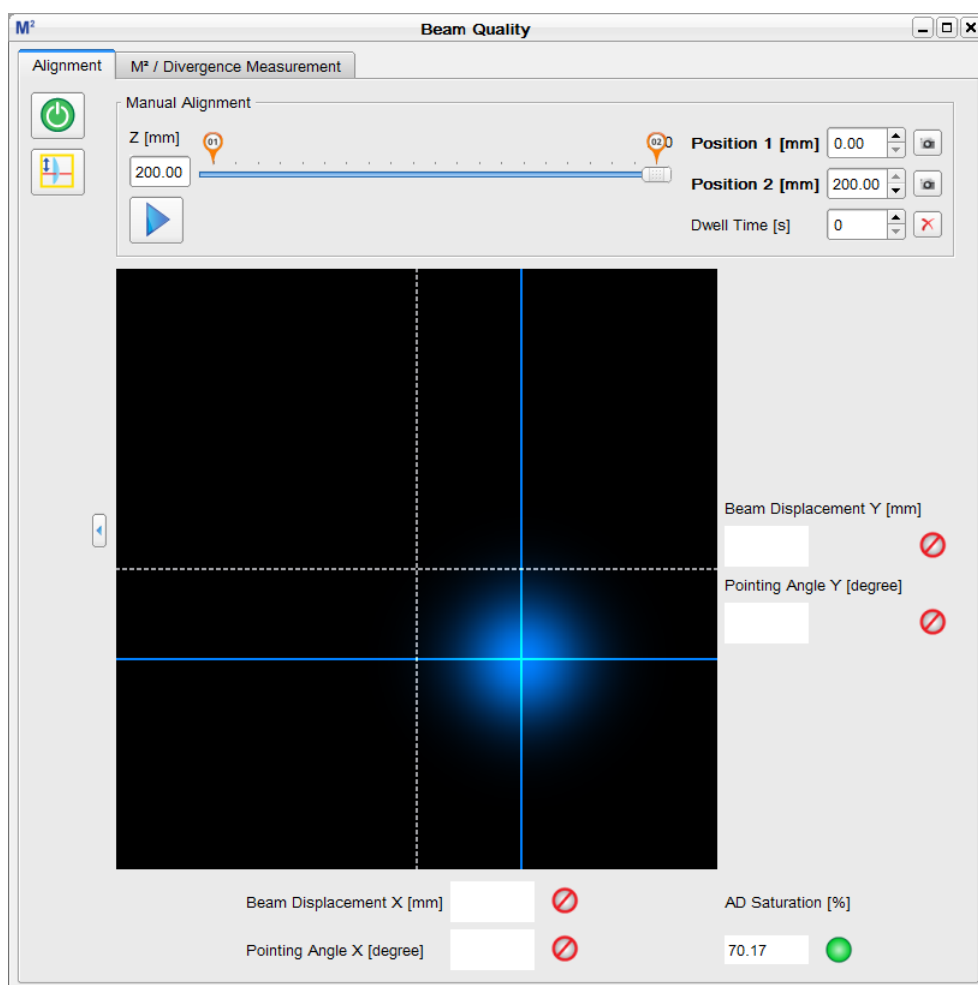 M² Beam Quality
Alignment M² / Divergence Measurement
Manual Alignment
Z [mm]
200.00
01
02
0
Position 1 [mm] 0.00
Position 2 [mm] 200.00
Dwell Time [s] 0
Beam Displacement Y [mm]
Pointing Angle Y [degree]
Beam Displacement X [mm]
AD Saturation [%]
Pointing Angle X [degree]
70.17